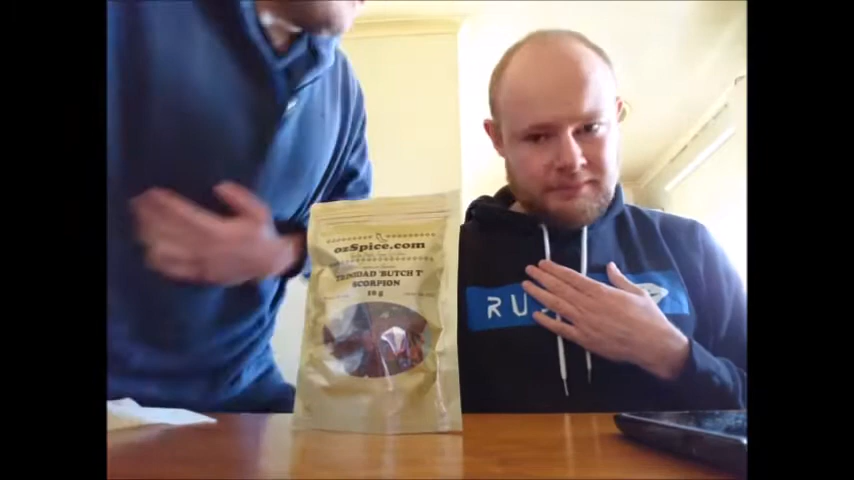 ozSpice.com
TRINIDAD 'BUTCH T'
SCORPION
10 g
RU